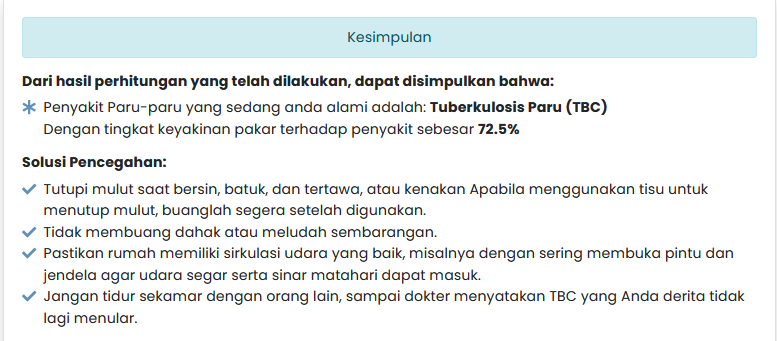 Kesimpulan
Dari hasil perhitungan yang telah dilakukan, dapat disimpulkan bahwa:
Penyakit Paru-paru yang sedang anda alami adalah: Tuberkulosis Paru (TBC)
Dengan tingkat keyakinan pakar terhadap penyakit sebesar 72.5%
Solusi Pencegahan:
Tutupi mulut saat bersin, batuk, dan tertawa, atau kenakan Apabila menggunakan tisu untuk
menutup mulut, buanglah segera setelah digunakan.
Tidak membuang dahak atau meludah sembarangan.
Pastikan rumah memiliki sirkulasi udara yang baik, misalnya dengan sering membuka pintu dan
jendela agar udara segar serta sinar matahari dapat masuk.
Jangan tidur sekamar dengan orang lain, sampai dokter menyatakan TBC yang Anda derita tidak
lagi menular.